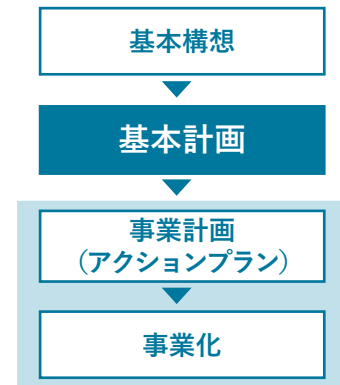 基本構想
基本計画
事業計画
（アクションプラン）
事業化